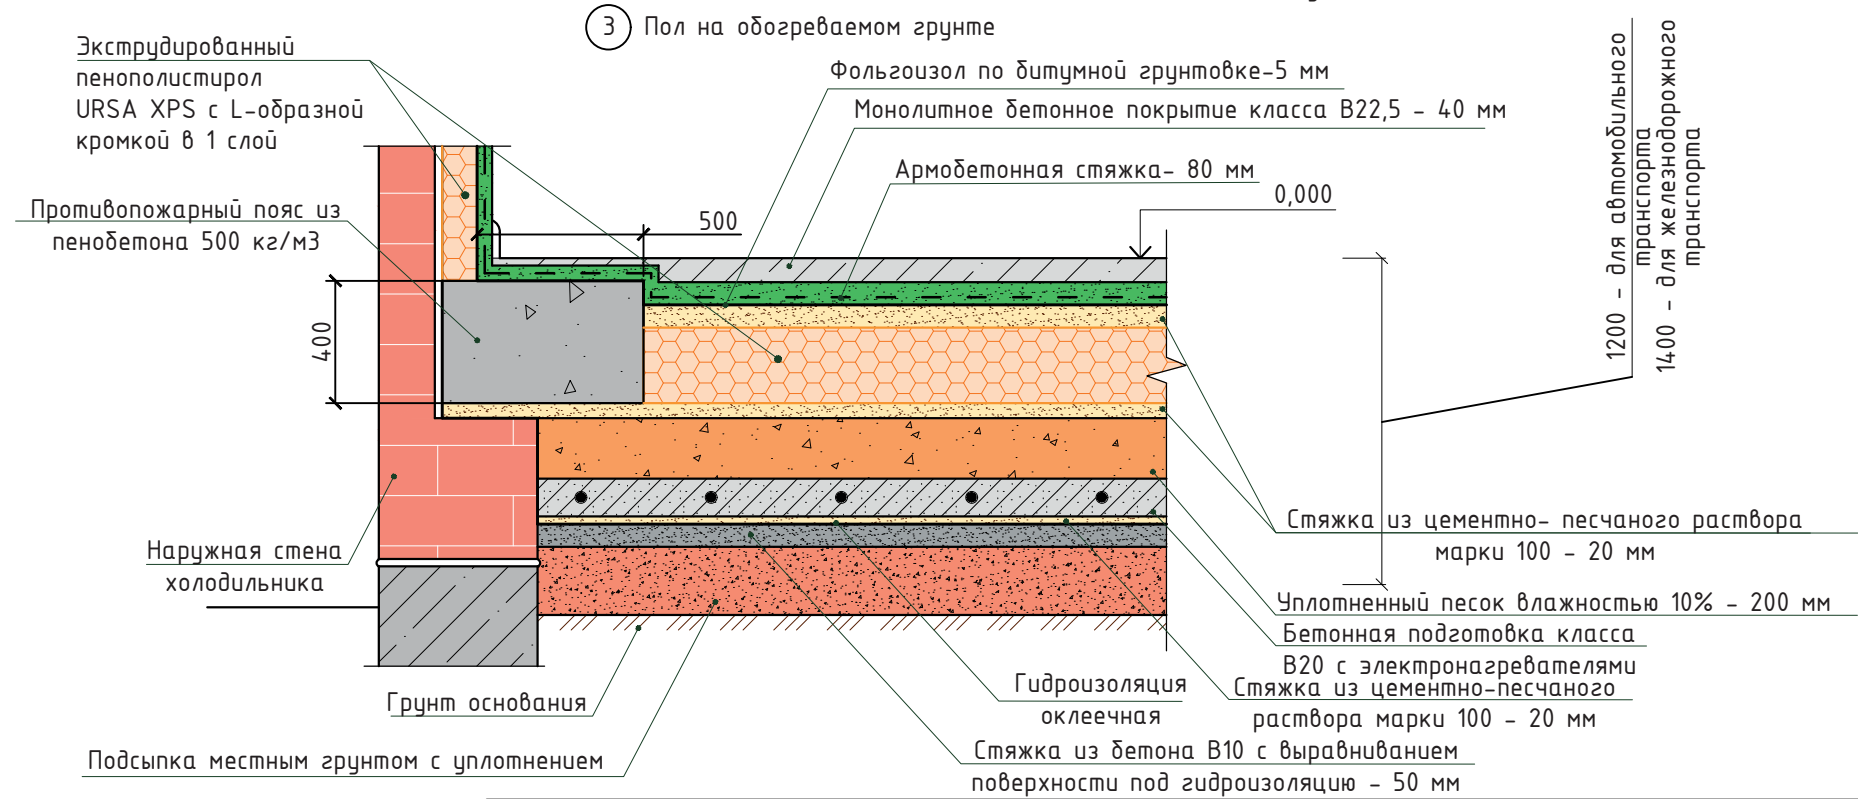 3 Пол на обогреваемом грунте
Экструдированный
пенополистирол
URSA XPS с L-образной
кромкой в 1 слой
Фольгоизол по битумной грунтовке-5 мм
Монолитное бетонное покрытие класса В22,5 - 40 мм
Армобетонная стяжка- 80 мм
0,000
1200 - для автомобильного
транспорта
1400 - для железнодорожного
транспорта
Противопожарный пояс из
пенобетона 500 кг/м3
500
400
Наружная стена
холодильника
Стяжка из цементно- песчаного раствора
марки 100 - 20 мм
Уплотненный песок влажностью 10% - 200 мм
Бетонная подготовка класса
В20 с электронагревателями
Стяжка из цементно-песчаного
раствора марки 100 - 20 мм
Гидроизоляция
оклеечная
Грунт основания
Стяжка из бетона В10 с выравниванием
поверхности под гидроизоляцию - 50 мм
Подсыпка местным грунтом с уплотнением